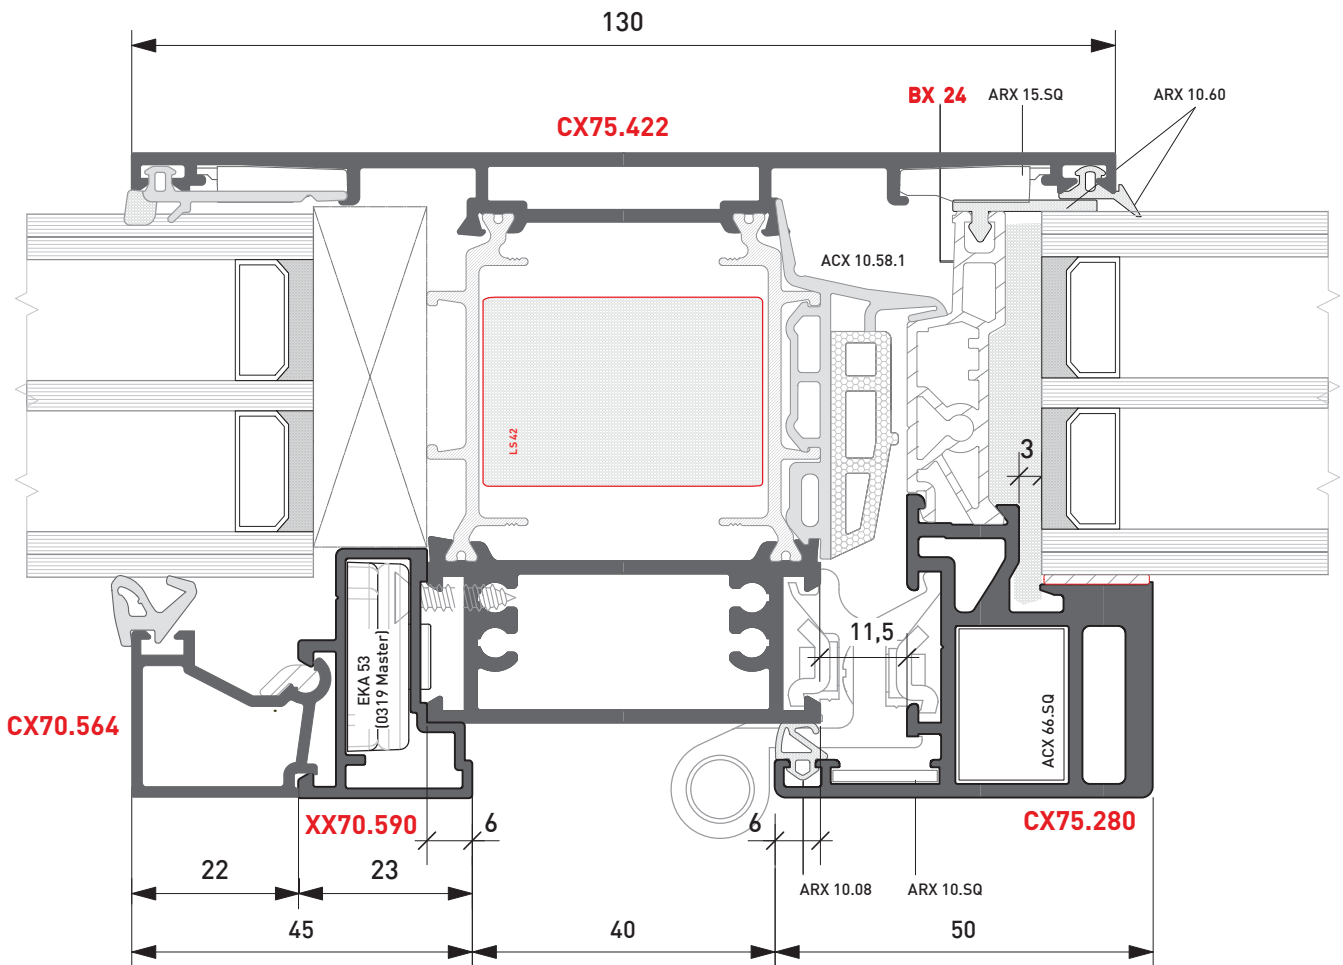 130
BX 24
ARX 15.SQ
ARX 10.60
CX75.422
ACX 10.58.1
LS 42
3
11,5
EKA 53
(0319 Master)
ACX 66.SQ
CX70.564
XX70.590
6
6
CX75.280
22
23
ARX 10.08
ARX 10.SQ
45
40
50